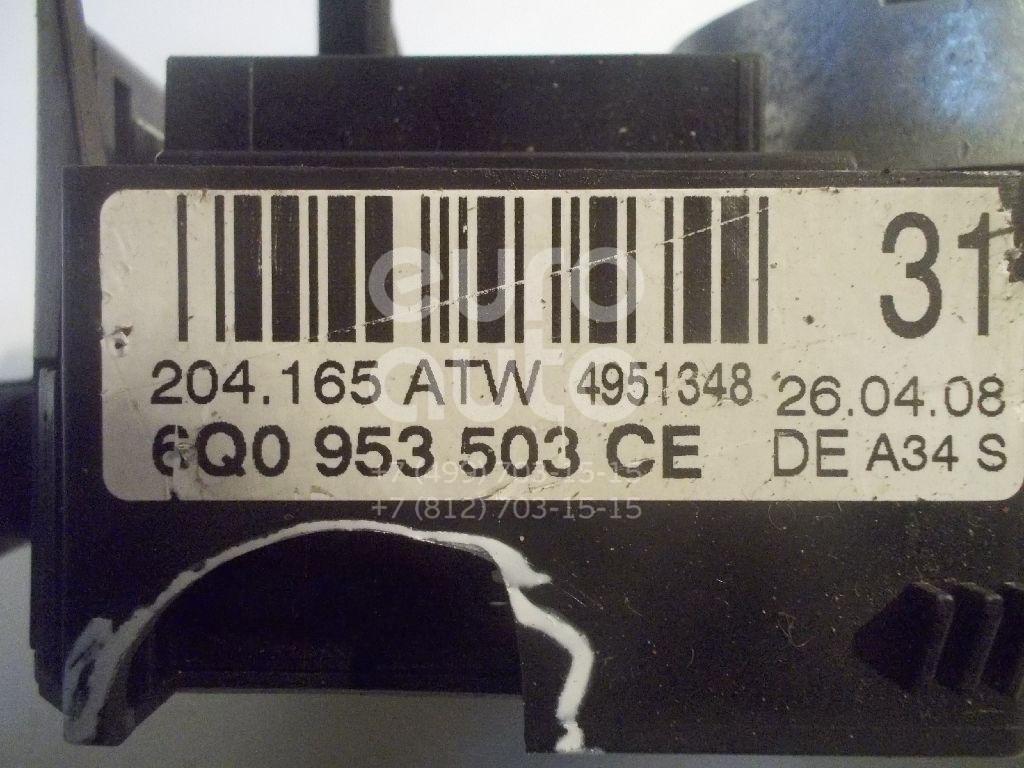 31
204.165 ATW 4951348 26.04.08
6Q0 953 503 CE DE A34 S
euro
auto
+7 (499) 703-15-15
+7 (812) 703-15-15